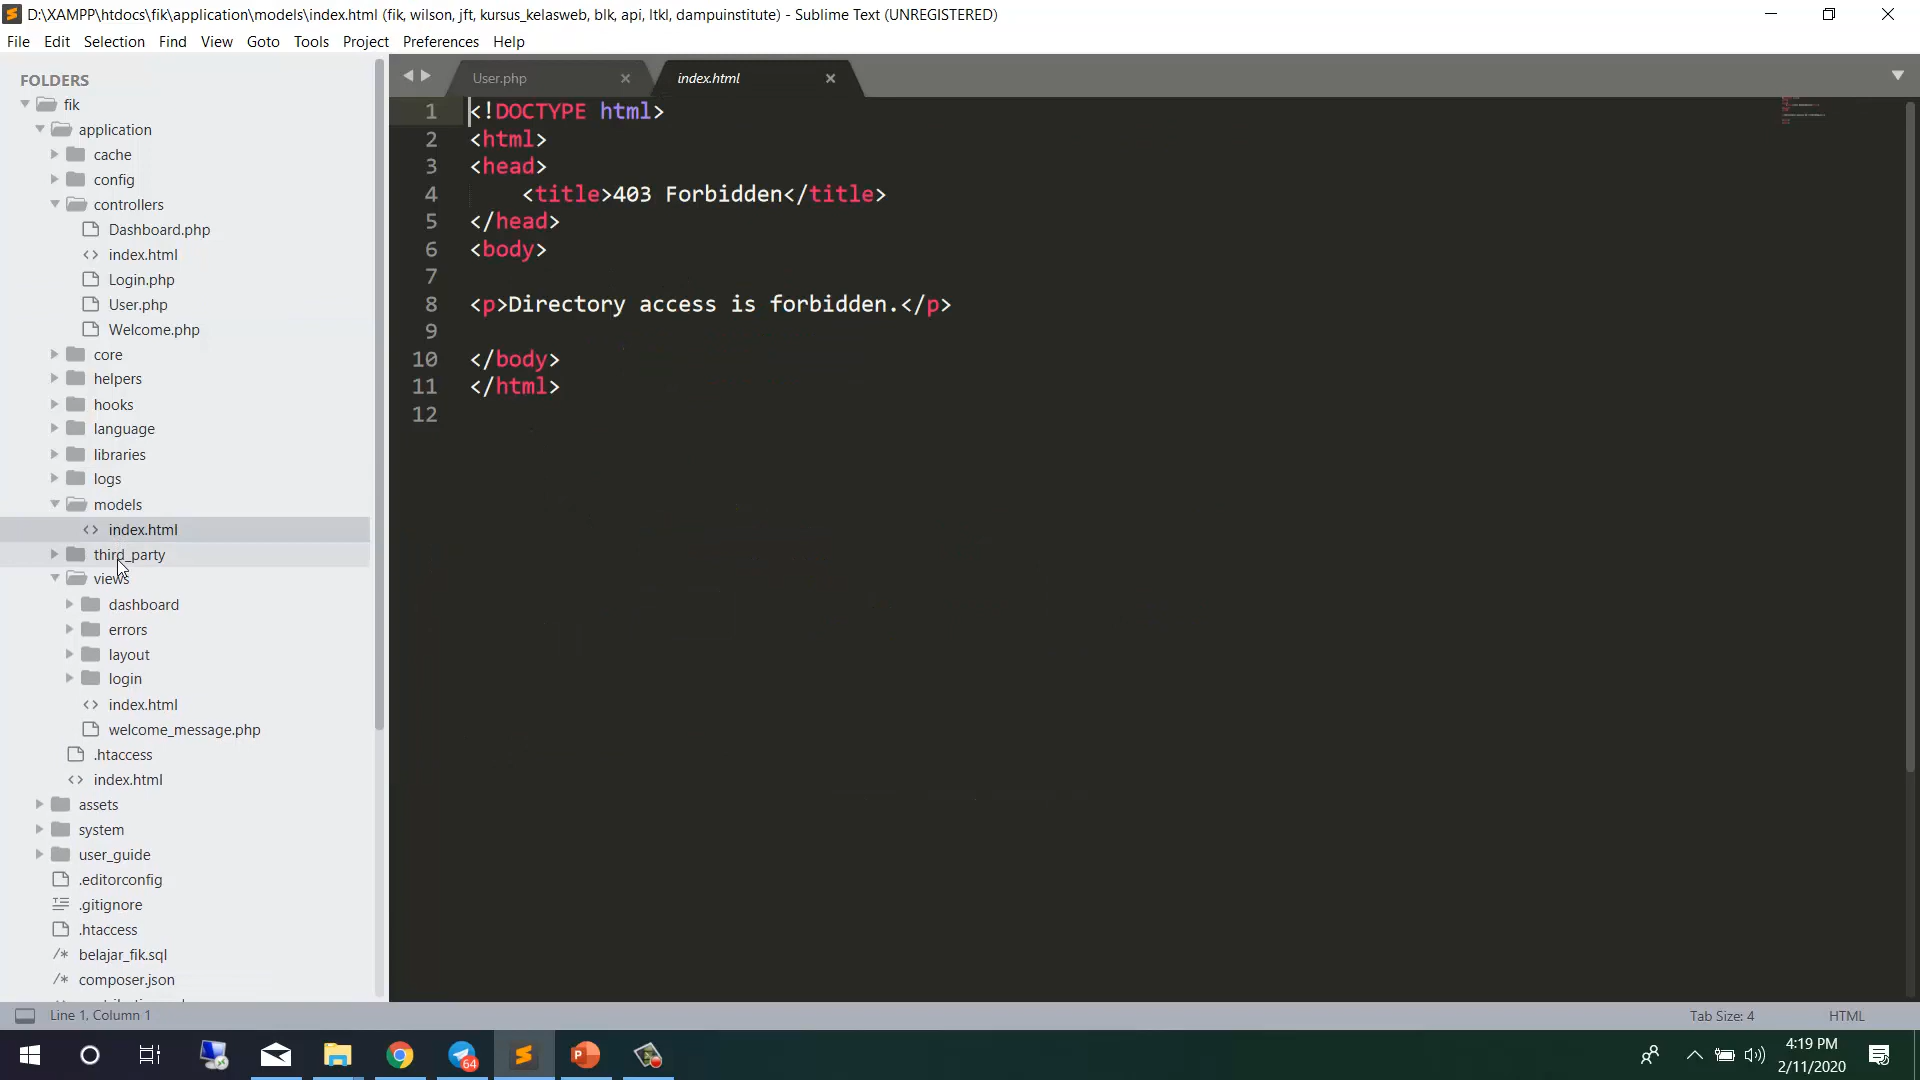 D:\XAMPP\htdocs\fik\application\models\index.html (fik, wilson, jft, kursus_kelasweb, blk, api, ltkl, dampuinstitute) - Sublime Text (UNREGISTERED)
File Edit Selection Find View Goto Tools Project Preferences Help
FOLDERS
fik
application
cache
config
controllers
Dashboard.php
index.html
Login.php
User.php
Welcome.php
core
helpers
hooks
language
libraries
logs
models
index.html
third_party
views
dashboard
errors
layout
login
index.html
welcome_message.php
.htaccess
index.html
assets
system
user_guide
.editorconfig
.gitignore
.htaccess
belajar_fik.sql
composer.json
User.php
index.html
1 <!DOCTYPE html>
2 <html>
3 <head>
4 <title>403 Forbidden</title>
5 </head>
6 <body>
7
8 <p>Directory access is forbidden.</p>
9
10 </body>
11 </html>
12
Line 1, Column 1
Tab Size: 4
HTML
64
4:19 PM
2/11/2020